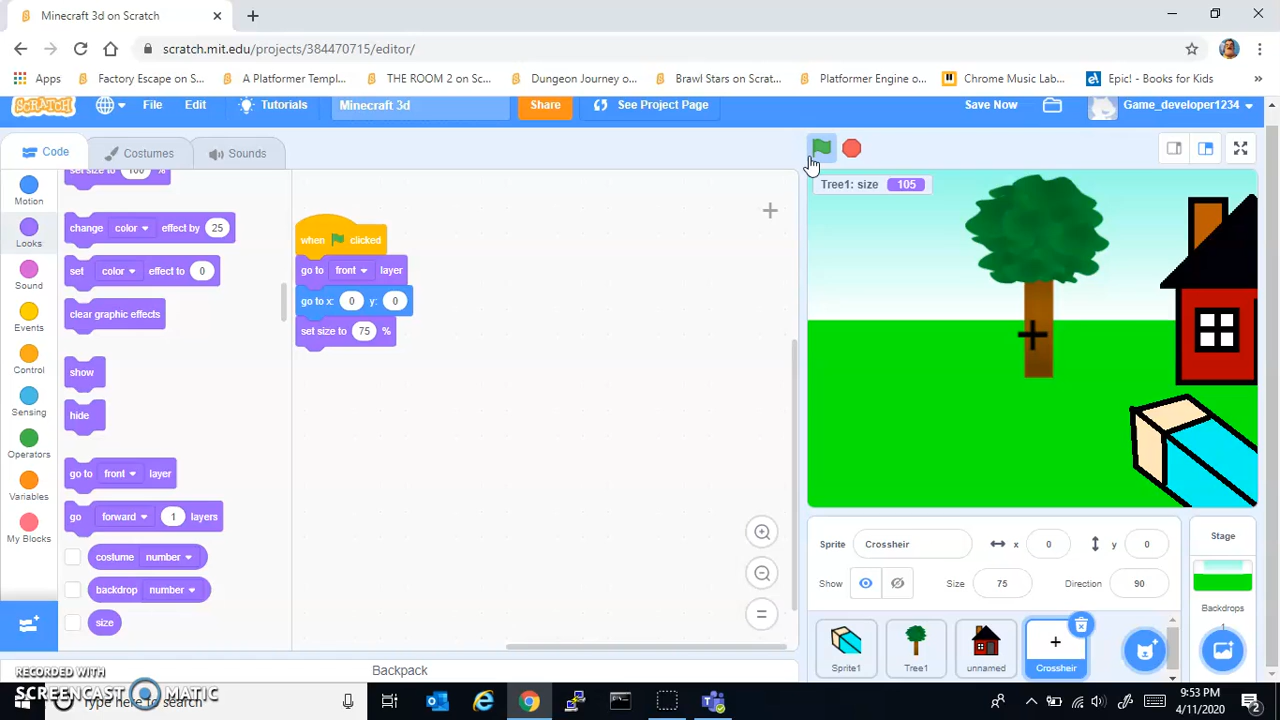 Minecraft 3d on Scratch
scratch.mit.edu/projects/384470715/editor/
Apps Factory Escape on S... A Platformer Templ... THE ROOM 2 on Sc... Dungeon Journey o... Brawl Stars on Scrat... Platformer Engine o... Chrome Music Lab... Epic! - Books for Kids »
SCRATCH File Edit Tutorials Minecraft 3d Share See Project Page Save Now Game_developer1234
Code Costumes Sounds
Motion
Looks
Sound
Events
Control
Sensing
Operators
Variables
My Blocks
set size to 100 %
change color effect by 25
set color effect to 0
clear graphic effects
show
hide
go to front layer
go forward 1 layers
costume number
backdrop number
size
when clicked
go to front layer
go to x: 0 y: 0
set size to 75 %
Tree1: size 105
Sprite Crossheir x 0 y 0
Show Size 75 Direction 90
Sprite1 Tree1 unnamed Crossheir
Stage
Backdrops
1
Backpack
RECORDED WITH
SCREENCAST MATIC
Type here to search
9:53 PM
4/11/2020
2